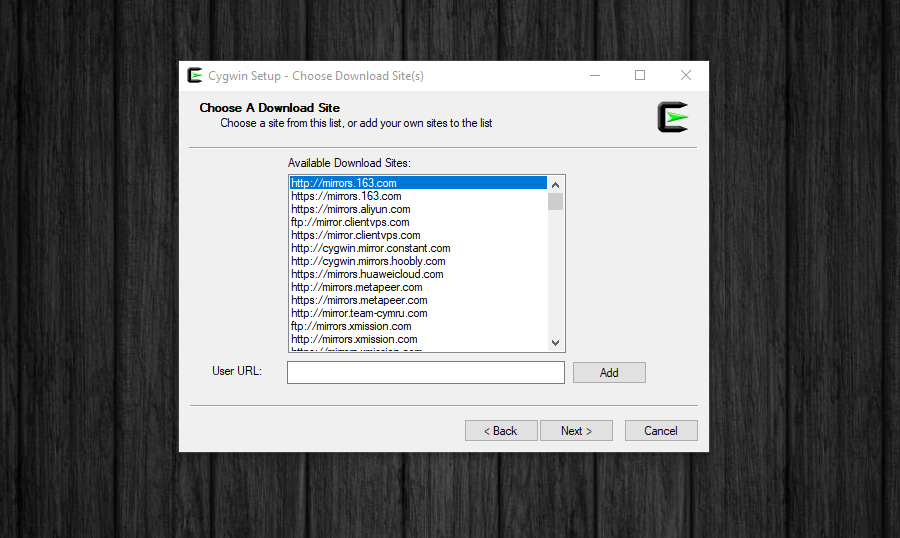 Cygwin Setup - Choose Download Site(s)
Choose A Download Site
Choose a site from this list, or add your own sites to the list
Available Download Sites:
http://mirrors.163.com
https://mirrors.163.com
https://mirrors.aliyun.com
ftp://mirror.clientvps.com
https://mirror.clientvps.com
http://cygwin.mirror.constant.com
http://cygwin.mirrors.hoobly.com
https://mirrors.huaweicloud.com
http://mirrors.metapeer.com
https://mirrors.metapeer.com
http://mirror.team-cymru.com
ftp://mirrors.xmission.com
http://mirrors.xmission.com
https://mirrors.xmission.com
User URL:
Add
< Back
Next >
Cancel